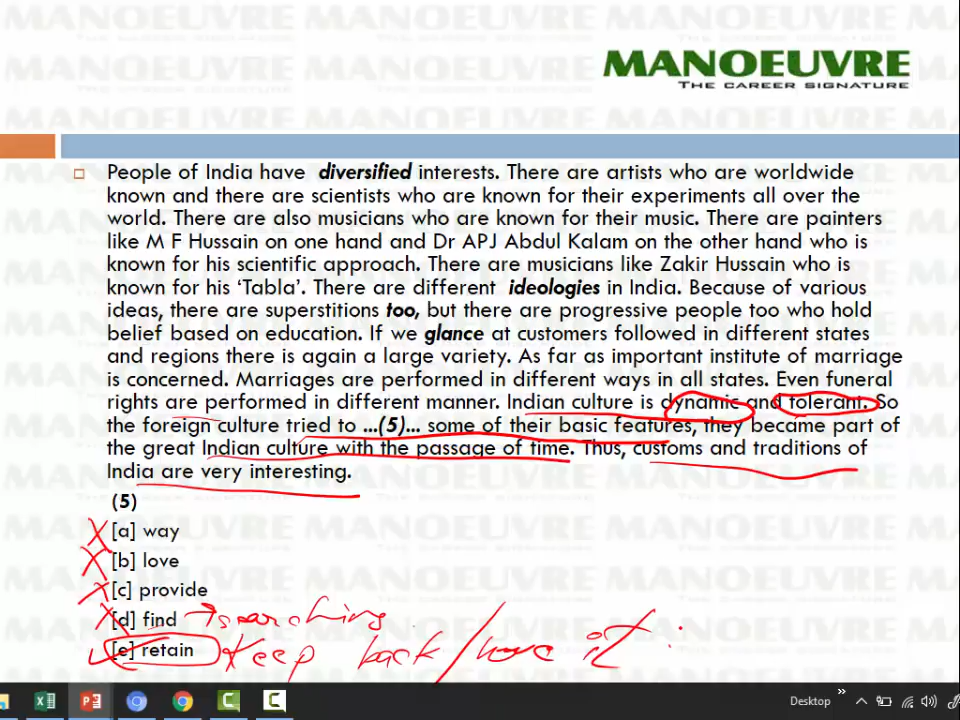 MANOEUVRE
THE CAREER SIGNATURE
People of India have diversified interests. There are artists who are worldwide
known and there are scientists who are known for their experiments all over the
world. There are also musicians who are known for their music. There are painters
like M F Hussain on one hand and Dr APJ Abdul Kalam on the other hand who is
known for his scientific approach. There are musicians like Zakir Hussain who is
known for his ‘Tabla’. There are different ideologies in India. Because of various
ideas, there are superstitions too, but there are progressive people too who hold
belief based on education. If we glance at customers followed in different states
and regions there is again a large variety. As far as important institute of marriage
is concerned. Marriages are performed in different ways in all states. Even funeral
rights are performed in different manner. Indian culture is dynamic and tolerant. So
the foreign culture tried to ...(5)... some of their basic features, they became part of
the great Indian culture with the passage of time. Thus, customs and traditions of
India are very interesting.
(5)
[a] way
[b] love
[c] provide
[d] find → searching
[e] retain Keep back / have it
Desktop